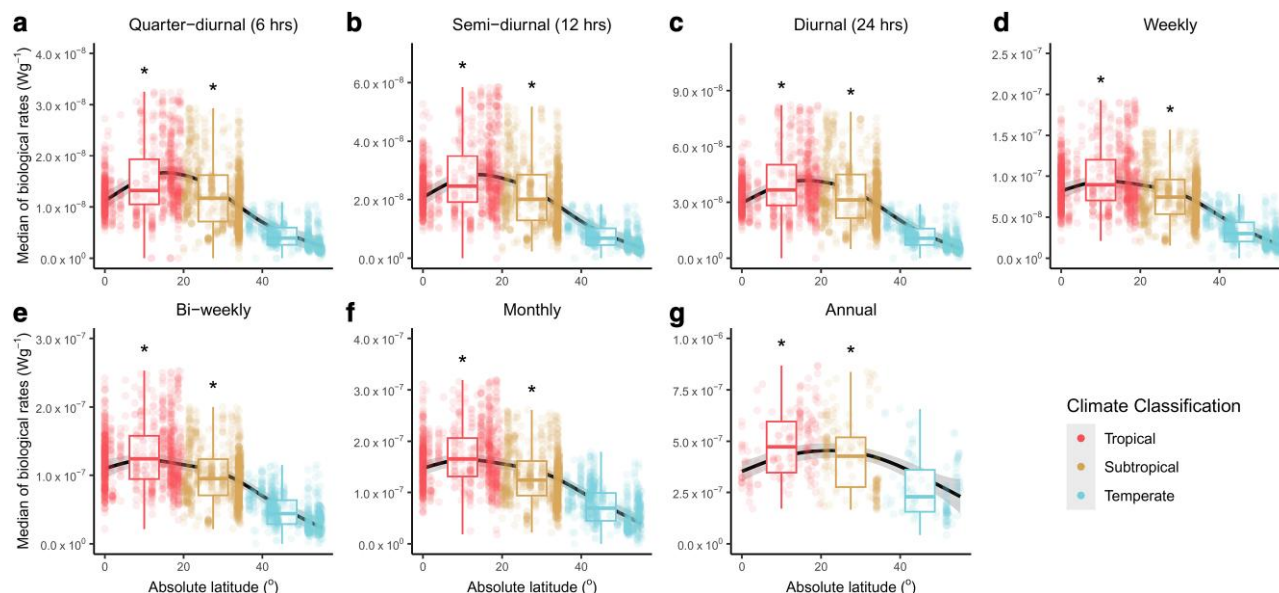 a Quarter−diurnal (6 hrs)
b Semi−diurnal (12 hrs)
c Diurnal (24 hrs)
d Weekly
Median of biological rates (Wg⁻¹)
4.0 x 10⁻⁸
3.0 x 10⁻⁸
2.0 x 10⁻⁸
1.0 x 10⁻⁸
0.0 x 10⁰
0 20 40
* *
6.0 x 10⁻⁸
4.0 x 10⁻⁸
2.0 x 10⁻⁸
0.0 x 10⁰
0 20 40
* *
9.0 x 10⁻⁸
6.0 x 10⁻⁸
3.0 x 10⁻⁸
0.0 x 10⁰
0 20 40
* *
2.5 x 10⁻⁷
2.0 x 10⁻⁷
1.5 x 10⁻⁷
1.0 x 10⁻⁷
5.0 x 10⁻⁸
0.0 x 10⁰
0 20 40
* *
e Bi−weekly
f Monthly
g Annual
Median of biological rates (Wg⁻¹)
3.0 x 10⁻⁷
2.0 x 10⁻⁷
1.0 x 10⁻⁷
0.0 x 10⁰
0 20 40
Absolute latitude (°)
* *
4.0 x 10⁻⁷
3.0 x 10⁻⁷
2.0 x 10⁻⁷
1.0 x 10⁻⁷
0.0 x 10⁰
0 20 40
Absolute latitude (°)
* *
1.0 x 10⁻⁶
7.5 x 10⁻⁷
5.0 x 10⁻⁷
2.5 x 10⁻⁷
0.0 x 10⁰
0 20 40
Absolute latitude (°)
* *
Climate Classification
Tropical
Subtropical
Temperate